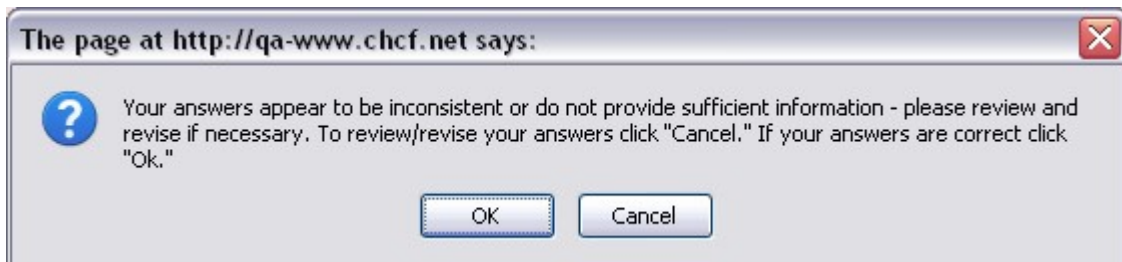 The page at http://qa-www.chcf.net says:
Your answers appear to be inconsistent or do not provide sufficient information - please review and
revise if necessary. To review/revise your answers click "Cancel." If your answers are correct click
"Ok."
OK
Cancel